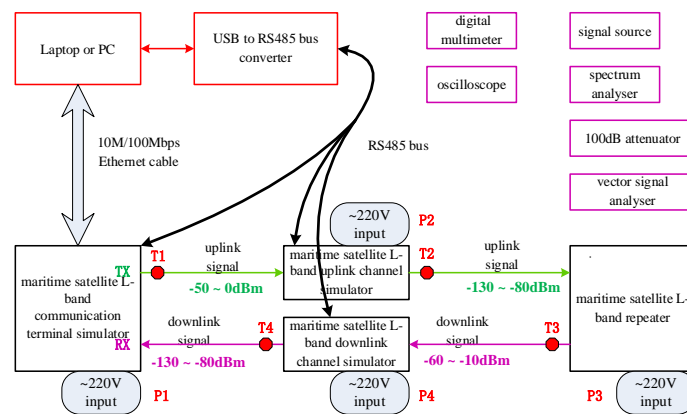 Laptop or PC
USB to RS485 bus
converter
digital
multimeter
signal source
oscilloscope
spectrum
analyser
10M/100Mbps
Ethernet cable
RS485 bus
100dB attenuator
vector signal
analyser
~220V
input
P2
TX
T1
uplink
signal
-50 ~ 0dBm
maritime satellite L-
band uplink channel
simulator
T2
uplink
signal
-130 ~ -80dBm
maritime satellite L-
band
communication
terminal simulator
RX
downlink
signal
-130 ~ -80dBm
T4
maritime satellite L-
band downlink
channel simulator
downlink
signal
-60 ~ -10dBm
T3
maritime satellite L-
band repeater
~220V
input
P1
~220V
input
P4
P3
~220V
input